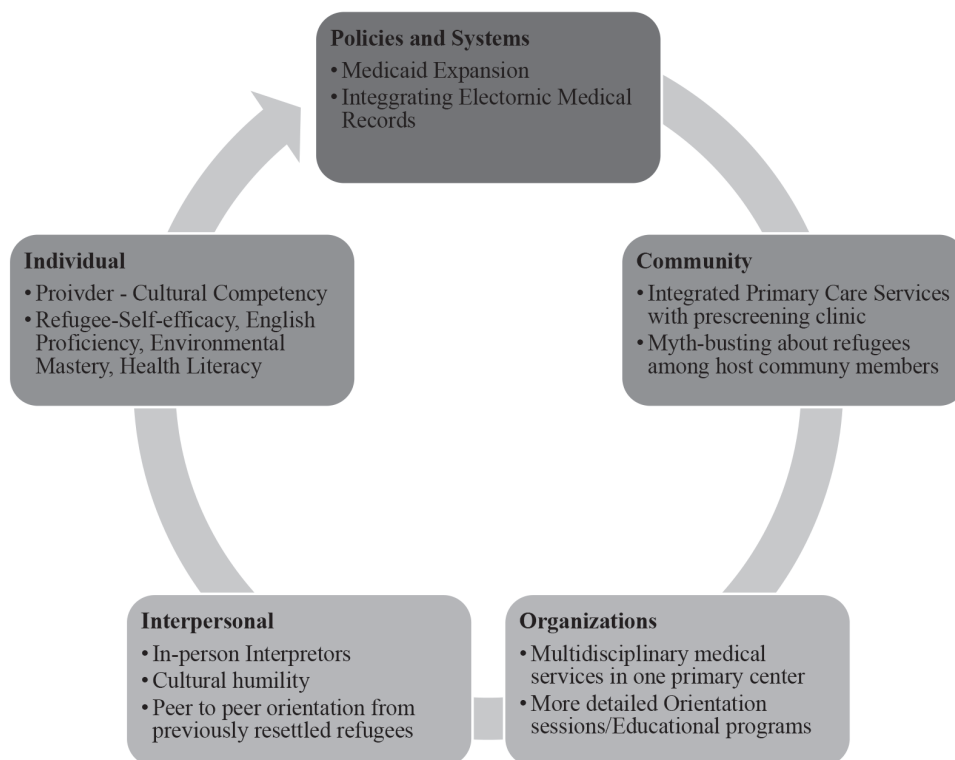 Policies and Systems
• Medicaid Expansion
• Integgrating Electornic Medical
Records
Individual
• Proivder - Cultural Competency
• Refugee-Self-efficacy, English
Proficiency, Environmental
Mastery, Health Literacy
Community
• Integrated Primary Care Services
with prescreening clinic
• Myth-busting about refugees
among host communy members
Interpersonal
• In-person Interpretors
• Cultural humility
• Peer to peer orientation from
previously resettled refugees
Organizations
• Multidisciplinary medical
services in one primary center
• More detailed Orientation
sessions/Educational programs